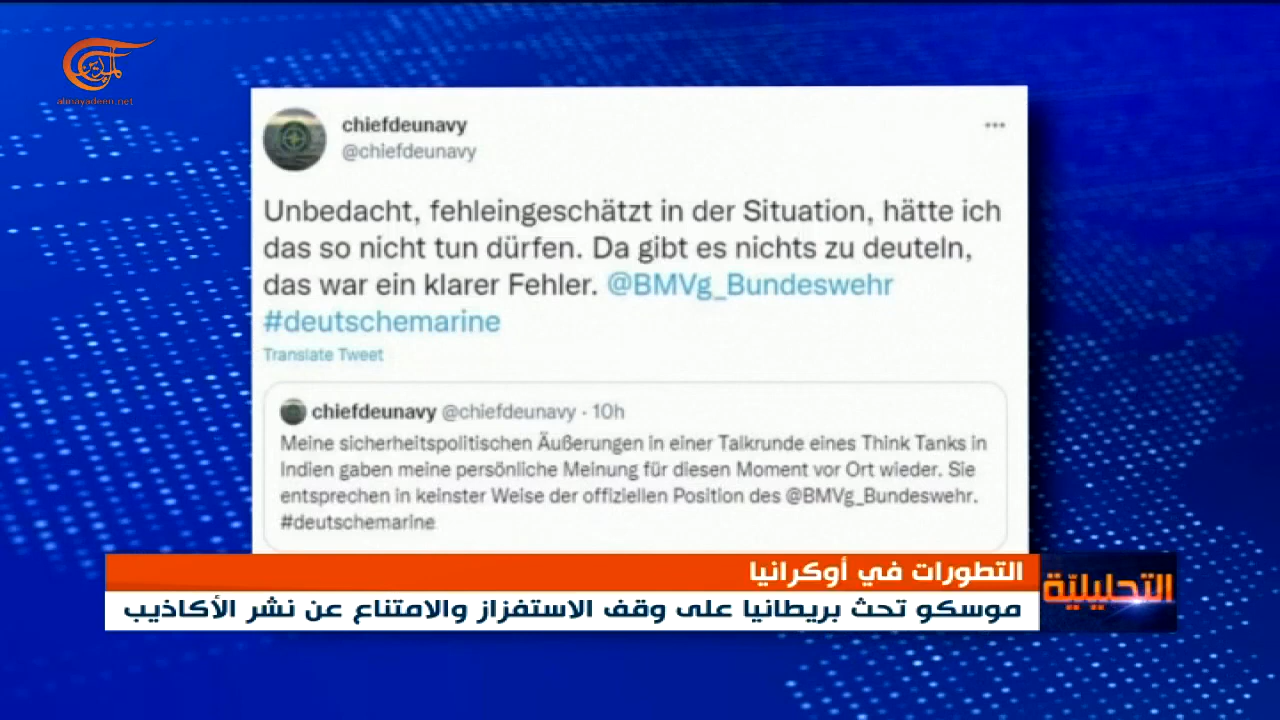 الميادين
almayadeen.net
chiefdeunavy
@chiefdeunavy
Unbedacht, fehleingeschätzt in der Situation, hätte ich
das so nicht tun dürfen. Da gibt es nichts zu deuteln,
das war ein klarer Fehler. @BMVg_Bundeswehr
#deutschemarine
Translate Tweet
chiefdeunavy @chiefdeunavy · 10h
Meine sicherheitspolitischen Äußerungen in einer Talkrunde eines Think Tanks in
Indien gaben meine persönliche Meinung für diesen Moment vor Ort wieder. Sie
entsprechen in keinster Weise der offiziellen Position des @BMVg_Bundeswehr.
#deutschemarine
التطورات في أوكرانيا
التحليلية
موسكو تحث بريطانيا على وقف الاستفزاز والامتناع عن نشر الأكاذيب